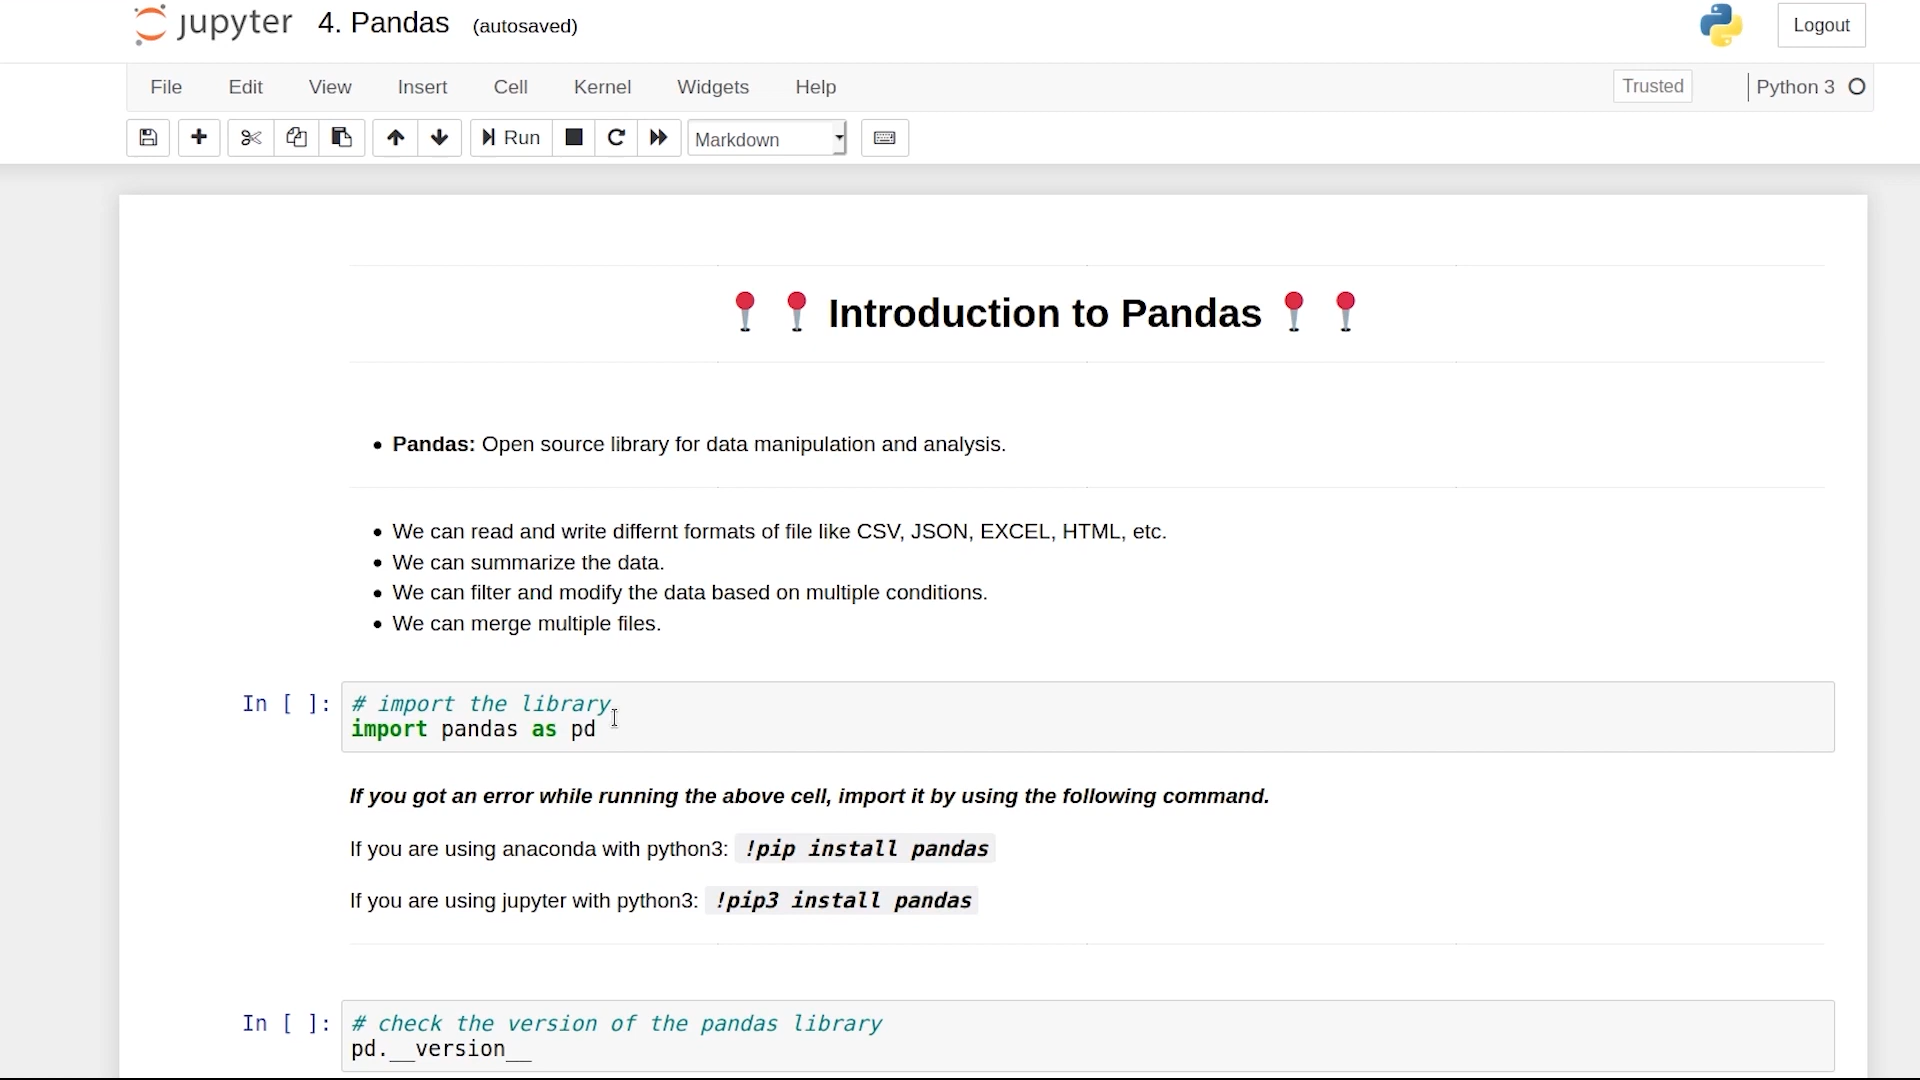 jupyter 4. Pandas (autosaved) Logout
File Edit View Insert Cell Kernel Widgets Help Trusted Python 3
Run Markdown
Introduction to Pandas
Pandas: Open source library for data manipulation and analysis.
We can read and write differnt formats of file like CSV, JSON, EXCEL, HTML, etc.
We can summarize the data.
We can filter and modify the data based on multiple conditions.
We can merge multiple files.
In [ ]: # import the library
import pandas as pd
If you got an error while running the above cell, import it by using the following command.
If you are using anaconda with python3: !pip install pandas
If you are using jupyter with python3: !pip3 install pandas
In [ ]: # check the version of the pandas library
pd.__version__